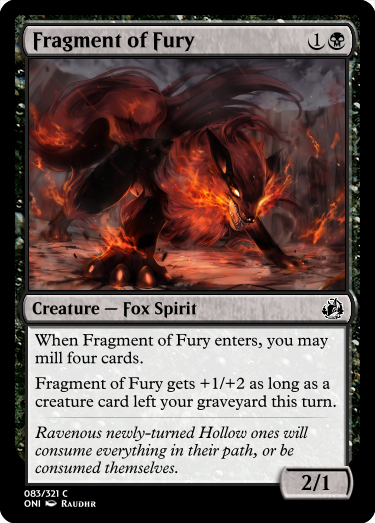 Fragment of Fury 1
Creature — Fox Spirit
When Fragment of Fury enters, you may
mill four cards.
Fragment of Fury gets +1/+2 as long as a
creature card left your graveyard this turn.
Ravenous newly-turned Hollow ones will
consume everything in their path, or be
consumed themselves.
2/1
083/321 C
ONI Raudhr